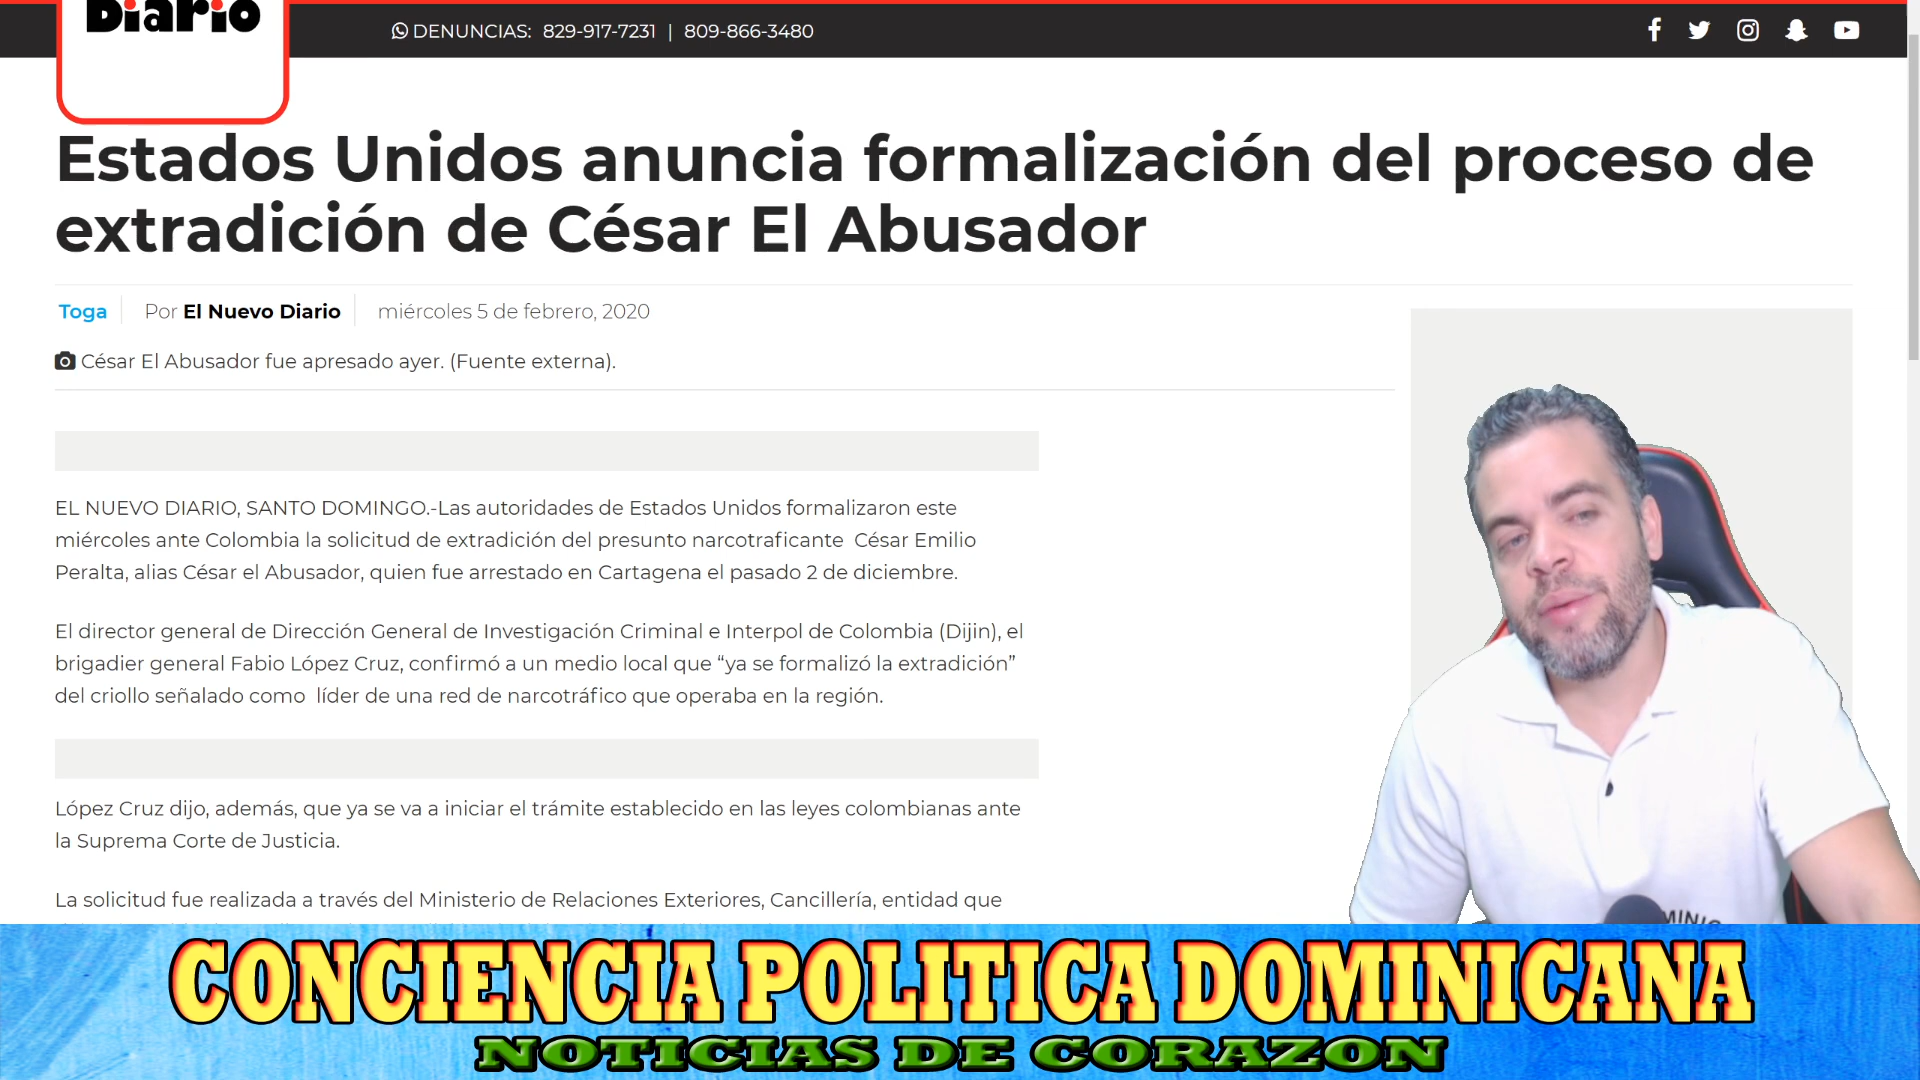 Diario
DENUNCIAS: 829-917-7231 | 809-866-3480
Estados Unidos anuncia formalización del proceso de
extradición de César El Abusador
Toga Por El Nuevo Diario miércoles 5 de febrero, 2020
César El Abusador fue apresado ayer. (Fuente externa).
EL NUEVO DIARIO, SANTO DOMINGO.-Las autoridades de Estados Unidos formalizaron este
miércoles ante Colombia la solicitud de extradición del presunto narcotraficante César Emilio
Peralta, alias César el Abusador, quien fue arrestado en Cartagena el pasado 2 de diciembre.
El director general de Dirección General de Investigación Criminal e Interpol de Colombia (Dijin), el
brigadier general Fabio López Cruz, confirmó a un medio local que “ya se formalizó la extradición”
del criollo señalado como líder de una red de narcotráfico que operaba en la región.
López Cruz dijo, además, que ya se va a iniciar el trámite establecido en las leyes colombianas ante
la Suprema Corte de Justicia.
La solicitud fue realizada a través del Ministerio de Relaciones Exteriores, Cancillería, entidad que
CONCIENCIA POLITICA DOMINICANA
NOTICIAS DE CORAZON